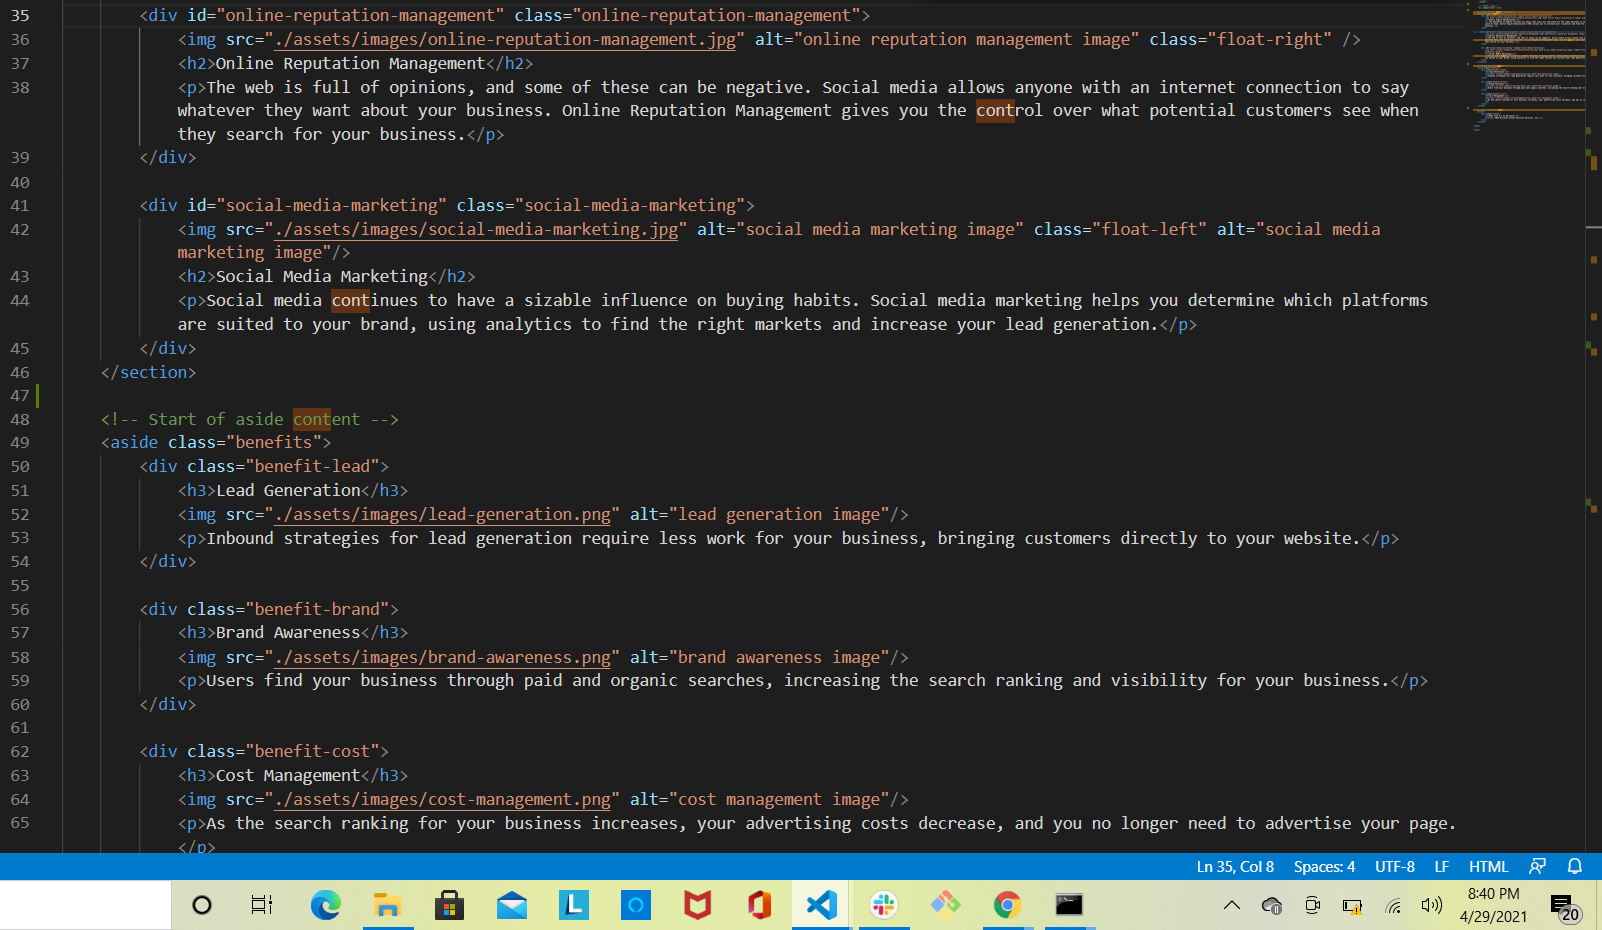 35 <div id="online-reputation-management" class="online-reputation-management">
36 <img src="./assets/images/online-reputation-management.jpg" alt="online reputation management image" class="float-right" />
37 <h2>Online Reputation Management</h2>
38 <p>The web is full of opinions, and some of these can be negative. Social media allows anyone with an internet connection to say
whatever they want about your business. Online Reputation Management gives you the control over what potential customers see when
they search for your business.</p>
39 </div>
40
41 <div id="social-media-marketing" class="social-media-marketing">
42 <img src="./assets/images/social-media-marketing.jpg" alt="social media marketing image" class="float-left" alt="social media
marketing image"/>
43 <h2>Social Media Marketing</h2>
44 <p>Social media continues to have a sizable influence on buying habits. Social media marketing helps you determine which platforms
are suited to your brand, using analytics to find the right markets and increase your lead generation.</p>
45 </div>
46 </section>
47
48 <!-- Start of aside content -->
49 <aside class="benefits">
50 <div class="benefit-lead">
51 <h3>Lead Generation</h3>
52 <img src="./assets/images/lead-generation.png" alt="lead generation image"/>
53 <p>Inbound strategies for lead generation require less work for your business, bringing customers directly to your website.</p>
54 </div>
55
56 <div class="benefit-brand">
57 <h3>Brand Awareness</h3>
58 <img src="./assets/images/brand-awareness.png" alt="brand awareness image"/>
59 <p>Users find your business through paid and organic searches, increasing the search ranking and visibility for your business.</p>
60 </div>
61
62 <div class="benefit-cost">
63 <h3>Cost Management</h3>
64 <img src="./assets/images/cost-management.png" alt="cost management image"/>
65 <p>As the search ranking for your business increases, your advertising costs decrease, and you no longer need to advertise your page.
</p>
Ln 35, Col 8 Spaces: 4 UTF-8 LF HTML
L
8:40 PM
4/29/2021
20